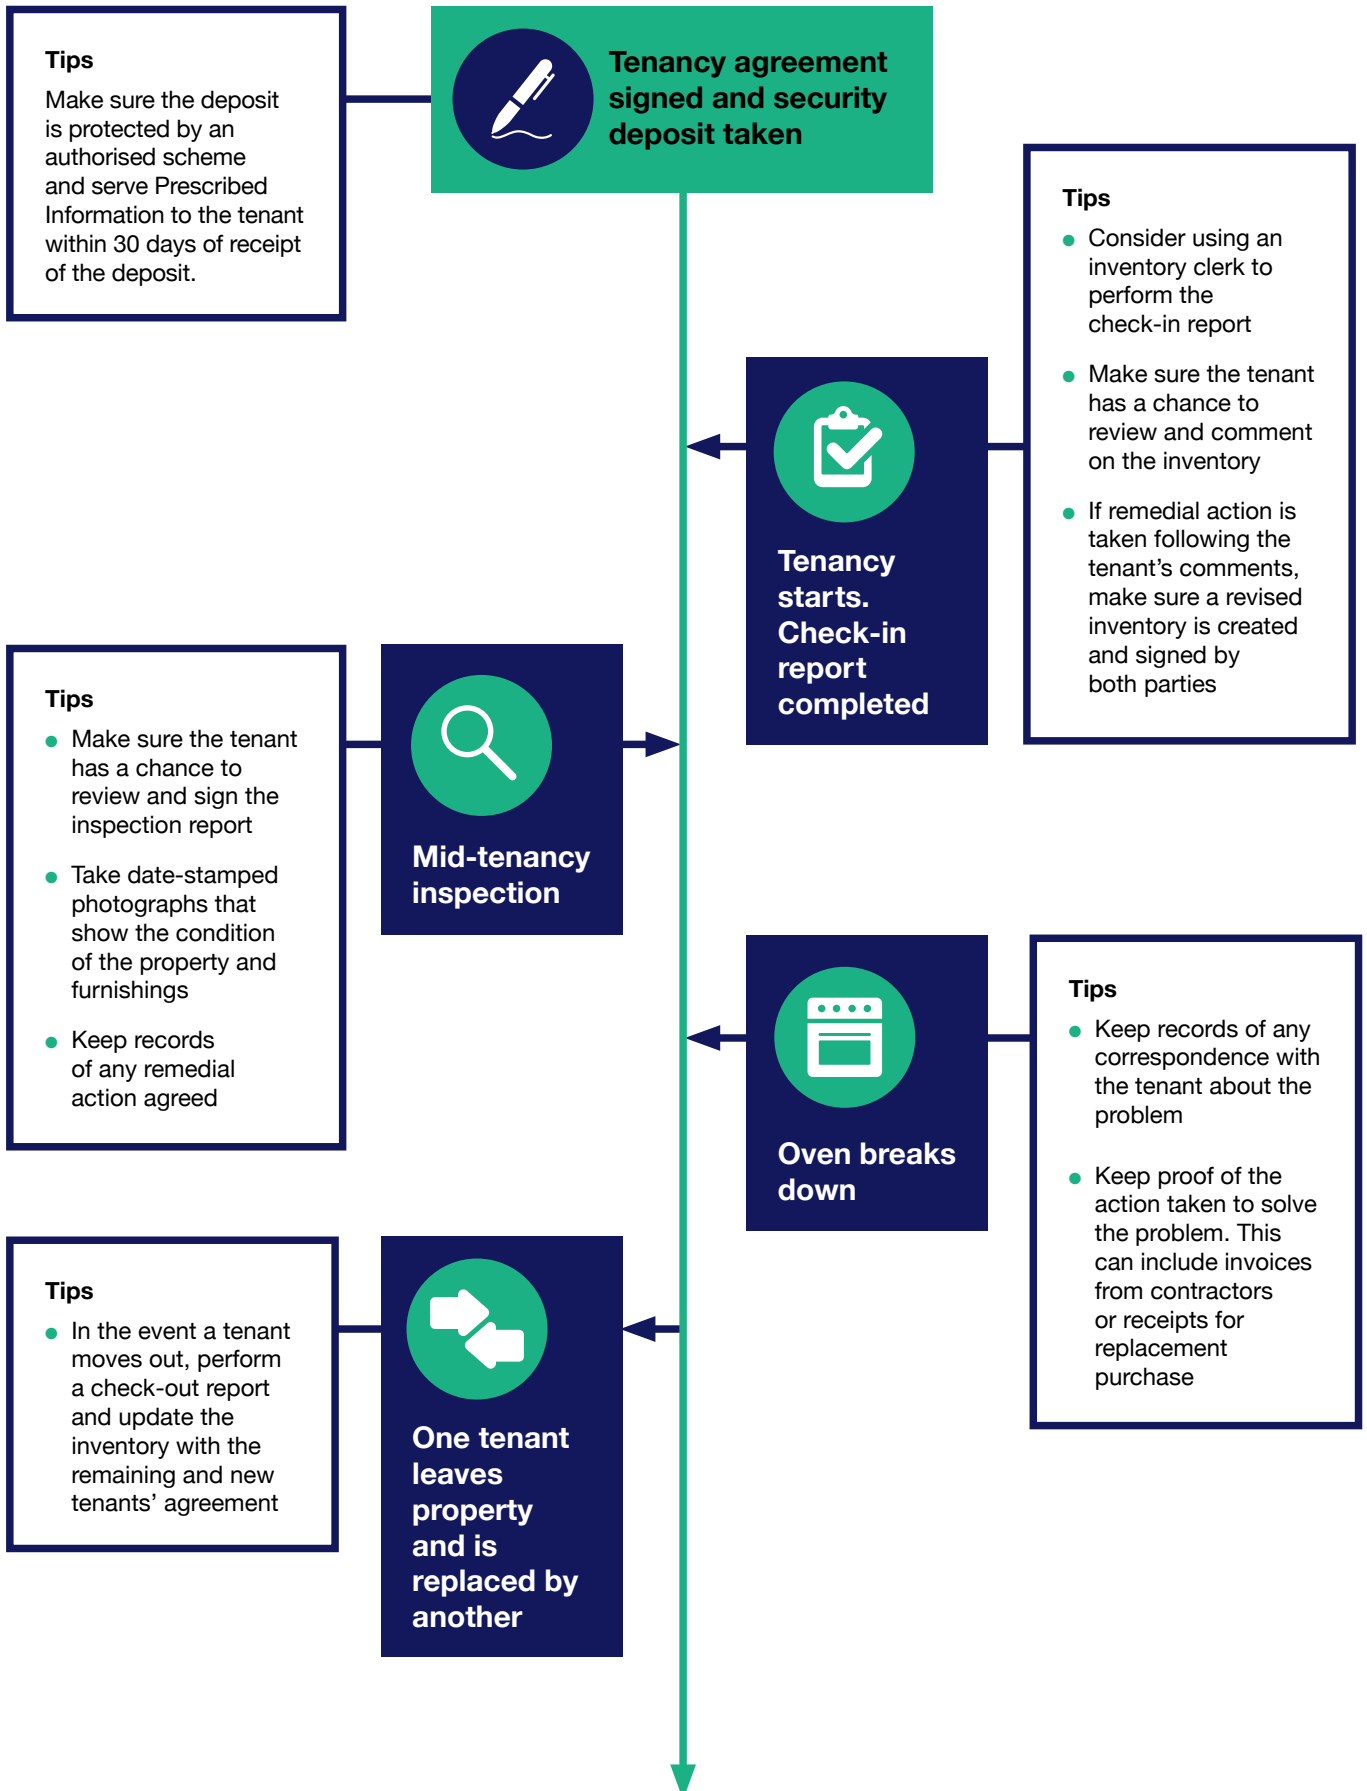 Tips
Make sure the deposit
is protected by an
authorised scheme
and serve Prescribed
Information to the tenant
within 30 days of receipt
of the deposit.
Tenancy agreement
signed and security
deposit taken
Tips
● Consider using an
inventory clerk to
perform the
check-in report
● Make sure the tenant
has a chance to
review and comment
on the inventory
● If remedial action is
taken following the
tenant’s comments,
make sure a revised
inventory is created
and signed by
both parties
Tenancy
starts.
Check-in
report
completed
Tips
● Make sure the tenant
has a chance to
review and sign the
inspection report
● Take date-stamped
photographs that
show the condition
of the property and
furnishings
● Keep records
of any remedial
action agreed
Mid-tenancy
inspection
Oven breaks
down
Tips
● Keep records of any
correspondence with
the tenant about the
problem
● Keep proof of the
action taken to solve
the problem. This
can include invoices
from contractors
or receipts for
replacement
purchase
Tips
● In the event a tenant
moves out, perform
a check-out report
and update the
inventory with the
remaining and new
tenants’ agreement
One tenant
leaves
property
and is
replaced by
another